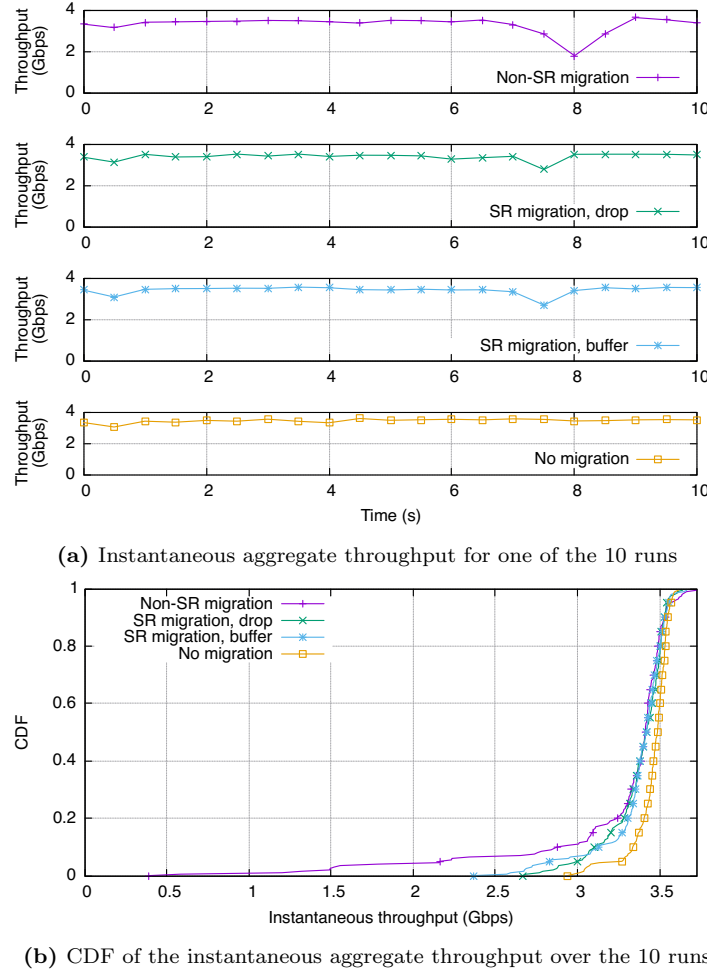 Throughput
(Gbps)
4
2
0
Non-SR migration
0 2 4 6 8 10
Throughput
(Gbps)
4
2
0
SR migration, drop
0 2 4 6 8 10
Throughput
(Gbps)
4
2
0
SR migration, buffer
0 2 4 6 8 10
Throughput
(Gbps)
4
2
0
No migration
0 2 4 6 8 10
Time (s)
(a) Instantaneous aggregate throughput for one of the 10 runs
1
0.8
0.6
0.4
0.2
0
CDF
Non-SR migration
SR migration, drop
SR migration, buffer
No migration
0 0.5 1 1.5 2 2.5 3 3.5
Instantaneous throughput (Gbps)
(b) CDF of the instantaneous aggregate throughput over the 10 runs